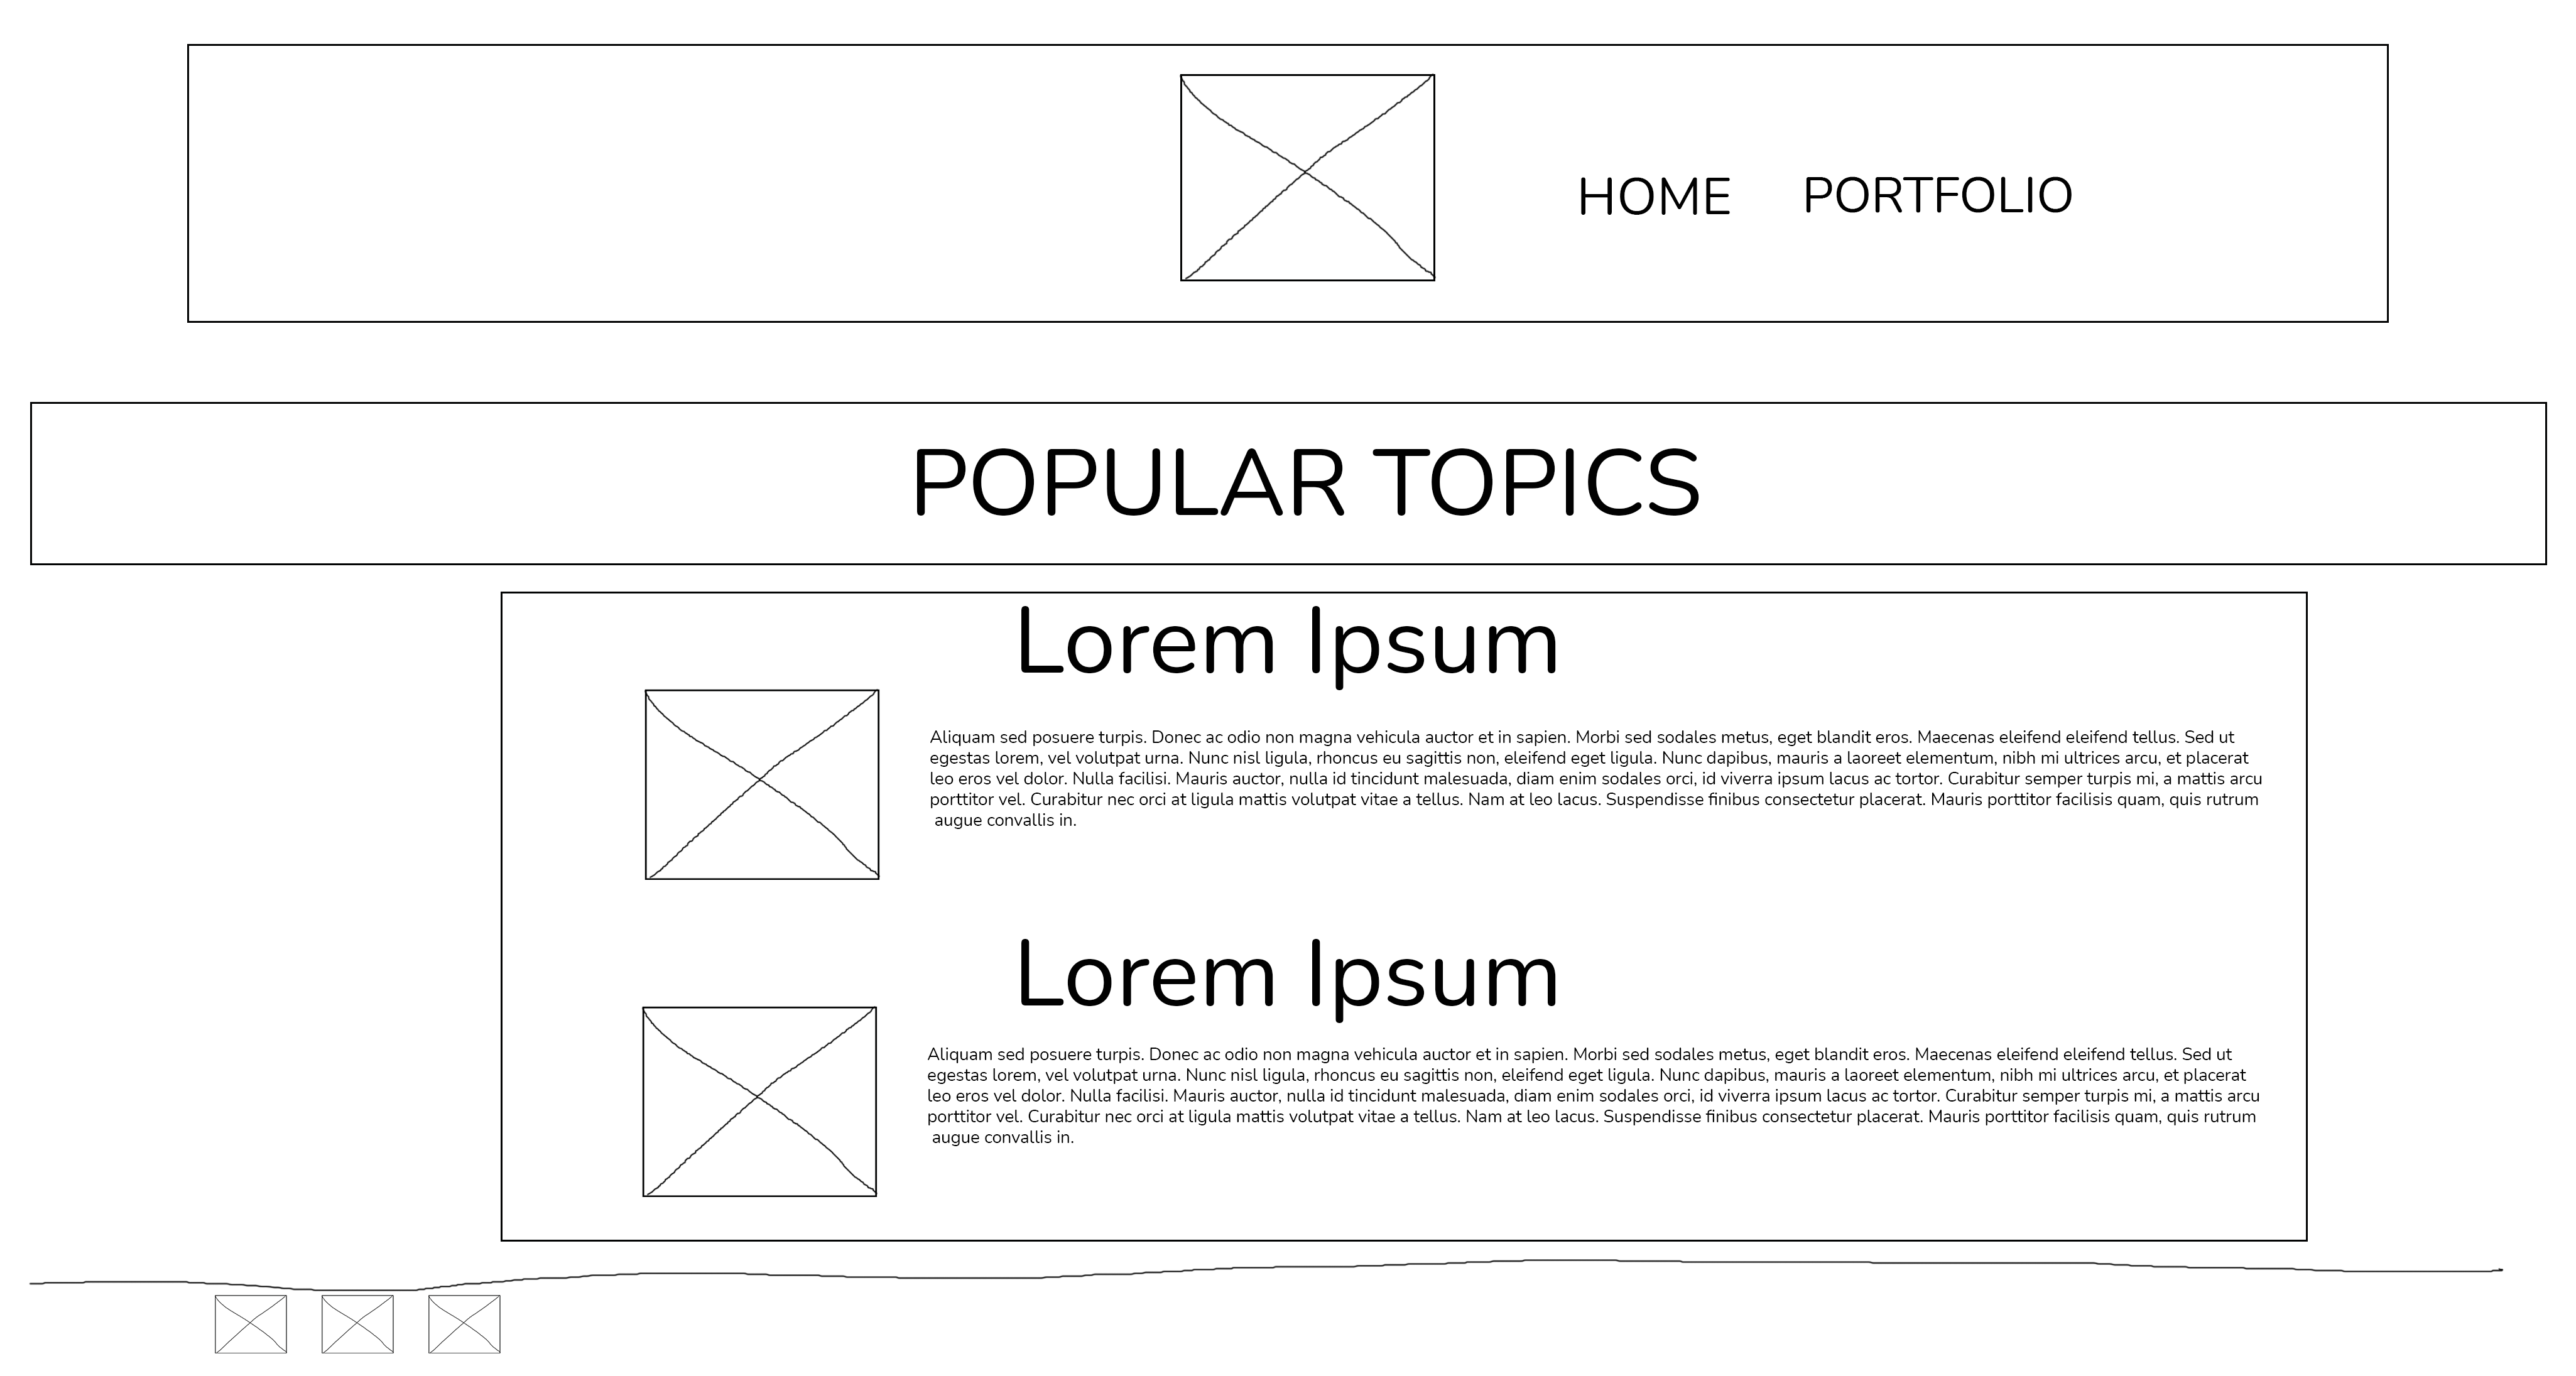 HOME PORTFOLIO
POPULAR TOPICS
Lorem Ipsum
Aliquam sed posuere turpis. Donec ac odio non magna vehicula auctor et in sapien. Morbi sed sodales metus, eget blandit eros. Maecenas eleifend eleifend tellus. Sed ut
egestas lorem, vel volutpat urna. Nunc nisl ligula, rhoncus eu sagittis non, eleifend eget ligula. Nunc dapibus, mauris a laoreet elementum, nibh mi ultrices arcu, et placerat
leo eros vel dolor. Nulla facilisi. Mauris auctor, nulla id tincidunt malesuada, diam enim sodales orci, id viverra ipsum lacus ac tortor. Curabitur semper turpis mi, a mattis arcu
porttitor vel. Curabitur nec orci at ligula mattis volutpat vitae a tellus. Nam at leo lacus. Suspendisse finibus consectetur placerat. Mauris porttitor facilisis quam, quis rutrum
augue convallis in.
Lorem Ipsum
Aliquam sed posuere turpis. Donec ac odio non magna vehicula auctor et in sapien. Morbi sed sodales metus, eget blandit eros. Maecenas eleifend eleifend tellus. Sed ut
egestas lorem, vel volutpat urna. Nunc nisl ligula, rhoncus eu sagittis non, eleifend eget ligula. Nunc dapibus, mauris a laoreet elementum, nibh mi ultrices arcu, et placerat
leo eros vel dolor. Nulla facilisi. Mauris auctor, nulla id tincidunt malesuada, diam enim sodales orci, id viverra ipsum lacus ac tortor. Curabitur semper turpis mi, a mattis arcu
porttitor vel. Curabitur nec orci at ligula mattis volutpat vitae a tellus. Nam at leo lacus. Suspendisse finibus consectetur placerat. Mauris porttitor facilisis quam, quis rutrum
augue convallis in.